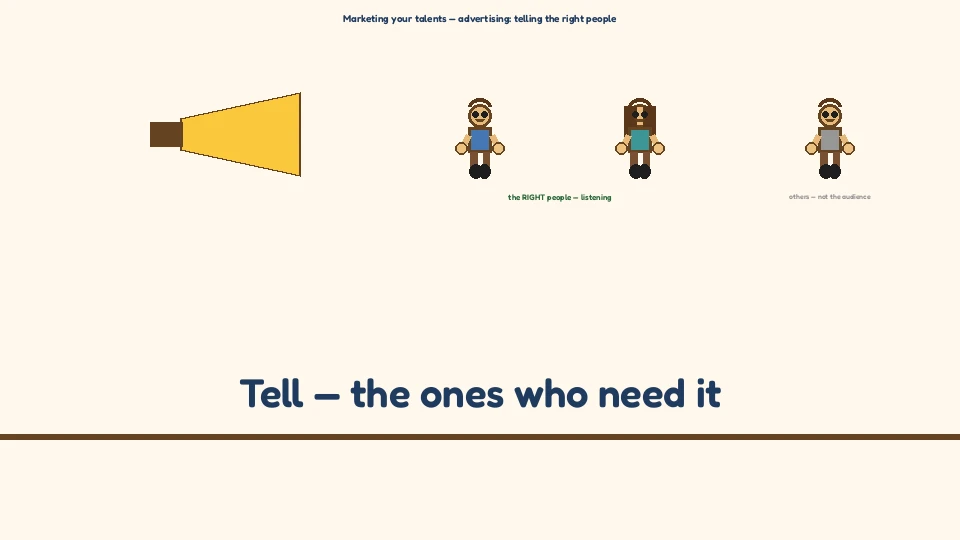 Marketing your talents — advertising: telling the right people
the RIGHT people — listening
others — not the audience
Tell — the ones who need it